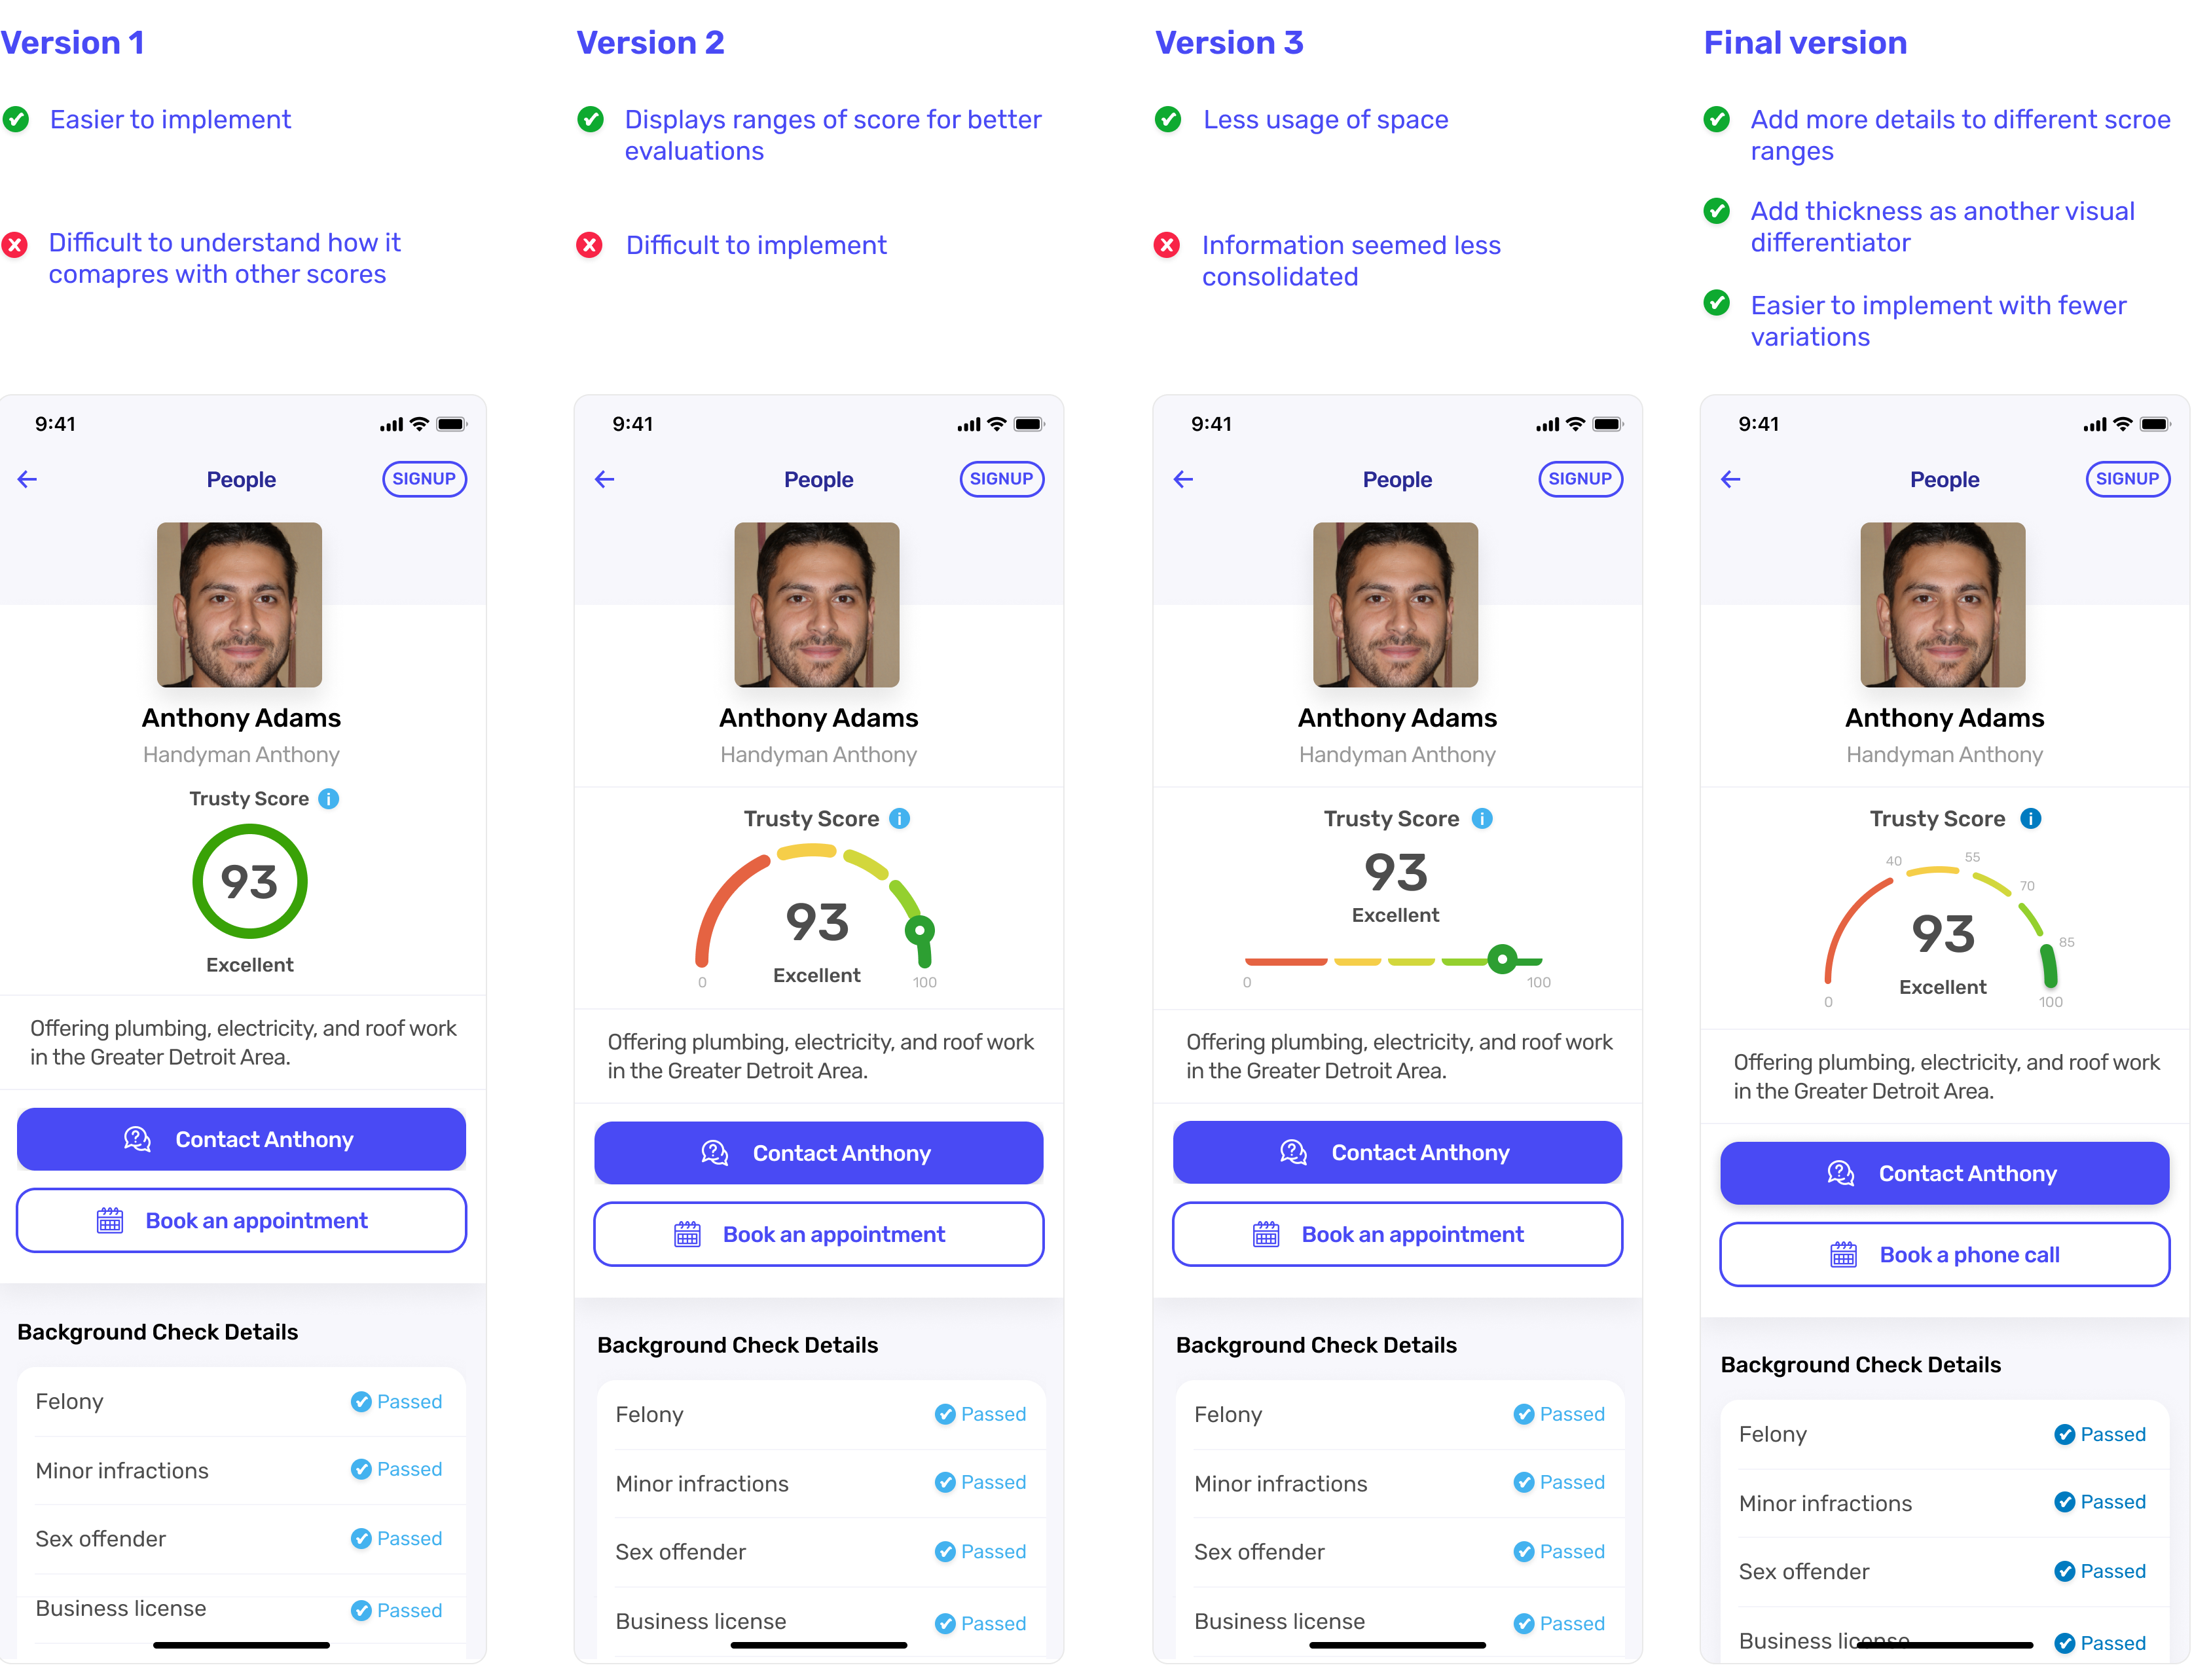 Version 1
Easier to implement
Difficult to understand how it
comapres with other scores
9:41
People
SIGNUP
Anthony Adams
Handyman Anthony
Trusty Score i
93
Excellent
Offering plumbing, electricity, and roof work
in the Greater Detroit Area.
Contact Anthony
Book an appointment
Background Check Details
Felony Passed
Minor infractions Passed
Sex offender Passed
Business license Passed
Version 2
Displays ranges of score for better
evaluations
Difficult to implement
9:41
People
SIGNUP
Anthony Adams
Handyman Anthony
Trusty Score i
93
Excellent
0
100
Offering plumbing, electricity, and roof work
in the Greater Detroit Area.
Contact Anthony
Book an appointment
Background Check Details
Felony Passed
Minor infractions Passed
Sex offender Passed
Business license Passed
Version 3
Less usage of space
Information seemed less
consolidated
9:41
People
SIGNUP
Anthony Adams
Handyman Anthony
Trusty Score i
93
Excellent
0
100
Offering plumbing, electricity, and roof work
in the Greater Detroit Area.
Contact Anthony
Book an appointment
Background Check Details
Felony Passed
Minor infractions Passed
Sex offender Passed
Business license Passed
Final version
Add more details to different scroe
ranges
Add thickness as another visual
differentiator
Easier to implement with fewer
variations
9:41
People
SIGNUP
Anthony Adams
Handyman Anthony
Trusty Score i
40
55
70
85
93
Excellent
0
100
Offering plumbing, electricity, and roof work
in the Greater Detroit Area.
Contact Anthony
Book a phone call
Background Check Details
Felony Passed
Minor infractions Passed
Sex offender Passed
Business license Passed